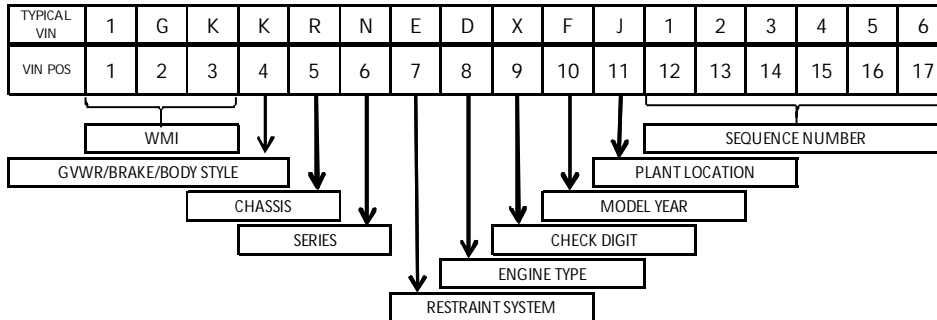 TYPICAL VIN 1 G K K R N E D X F J 1 2 3 4 5 6
VIN POS 1 2 3 4 5 6 7 8 9 10 11 12 13 14 15 16 17
WMI SEQUENCE NUMBER
GVWR/BRAKE/BODY STYLE PLANT LOCATION
CHASSIS MODEL YEAR
SERIES CHECK DIGIT
ENGINE TYPE
RESTRAINT SYSTEM